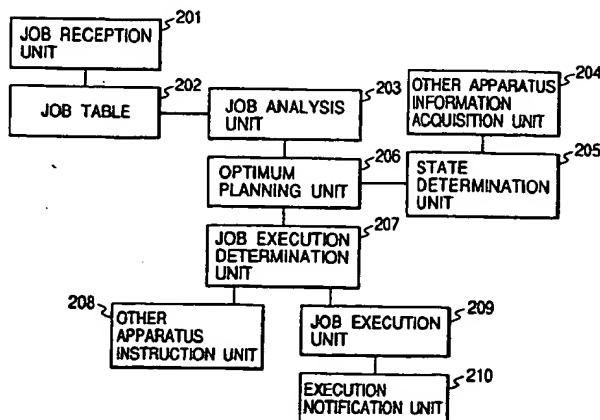 201
JOB RECEPTION
UNIT
202
JOB TABLE
203
JOB ANALYSIS
UNIT
204
OTHER APPARATUS
INFORMATION
ACQUISITION UNIT
206
OPTIMUM
PLANNING UNIT
205
STATE
DETERMINATION
UNIT
207
JOB EXECUTION
DETERMINATION
UNIT
208
OTHER
APPARATUS
INSTRUCTION UNIT
209
JOB EXECUTION
UNIT
210
EXECUTION
NOTIFICATION UNIT